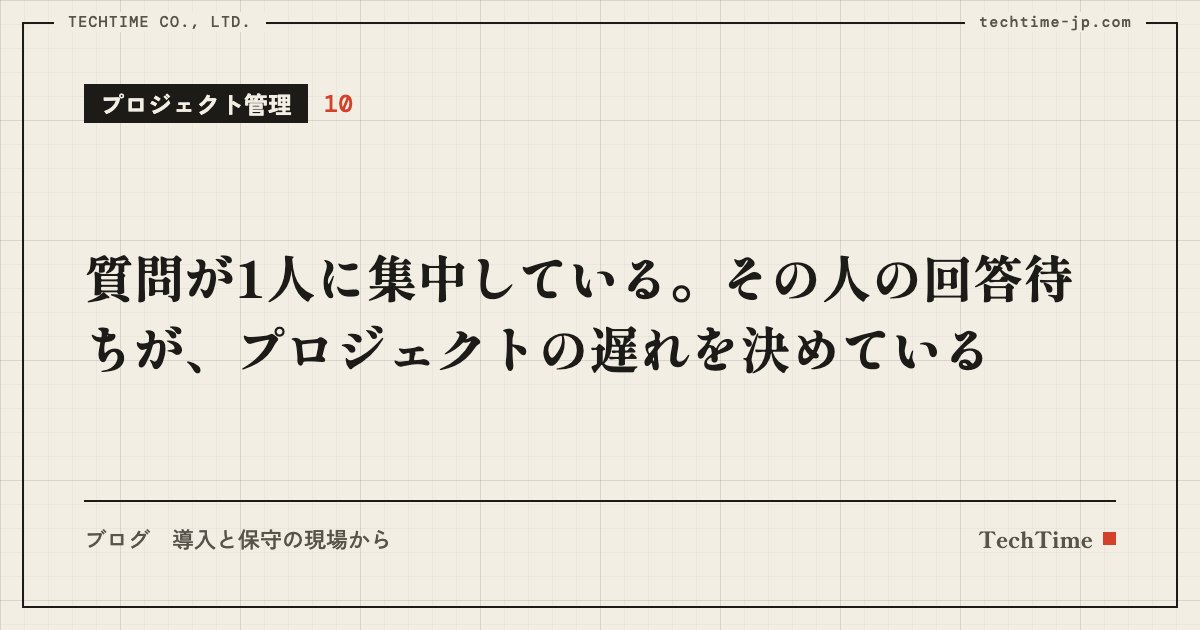 TECHTIME CO., LTD.
techtime-jp.com
プロジェクト管理 10
質問が1人に集中している。その人の回答待
ちが、プロジェクトの遅れを決めている
ブログ　導入と保守の現場から
TechTime